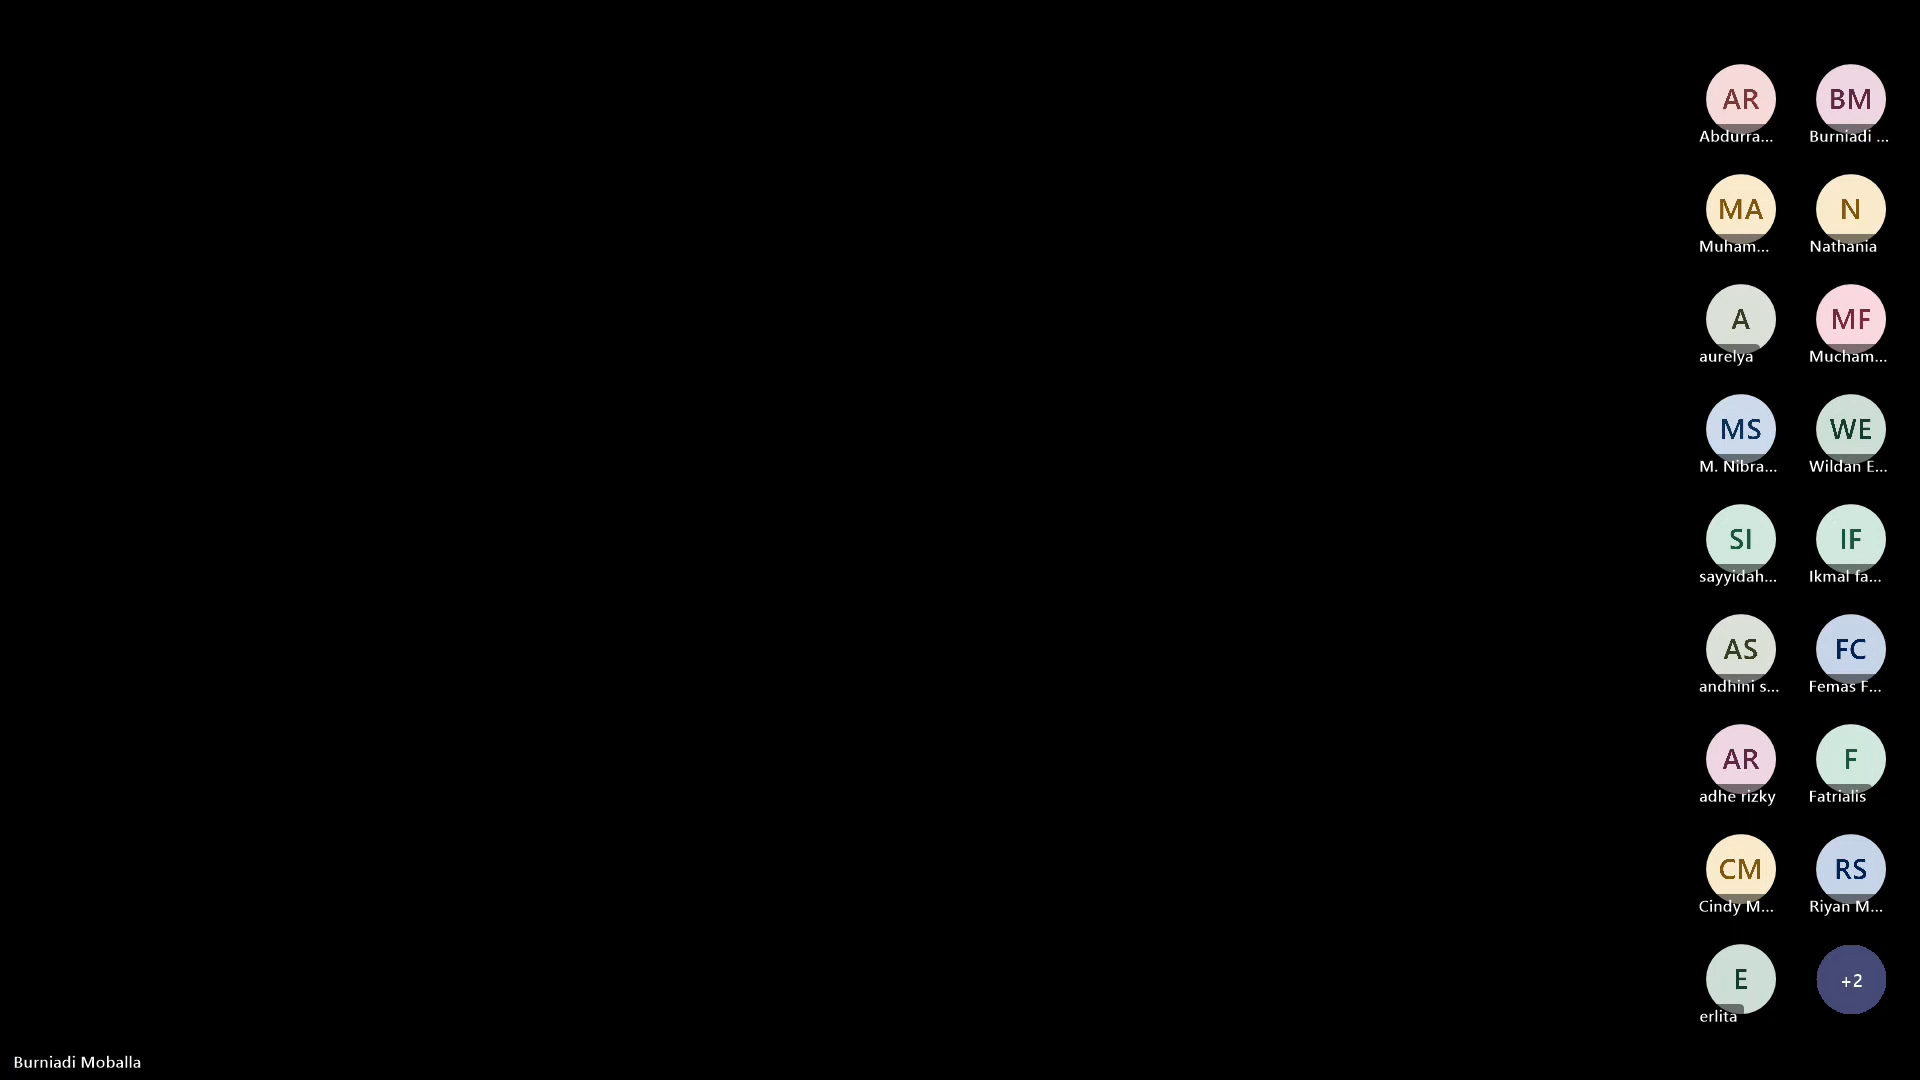 AR BM
Abdurra... Burniadi ...
MA N
Muham... Nathania
A MF
aurelya Mucham...
MS WE
M. Nibra... Wildan E...
SI IF
sayyidah... Ikmal fa...
AS FC
andhini s... Femas F...
AR F
adhe rizky Fatrialis
CM RS
Cindy M... Riyan M...
E +2
erlita
Burniadi Moballa